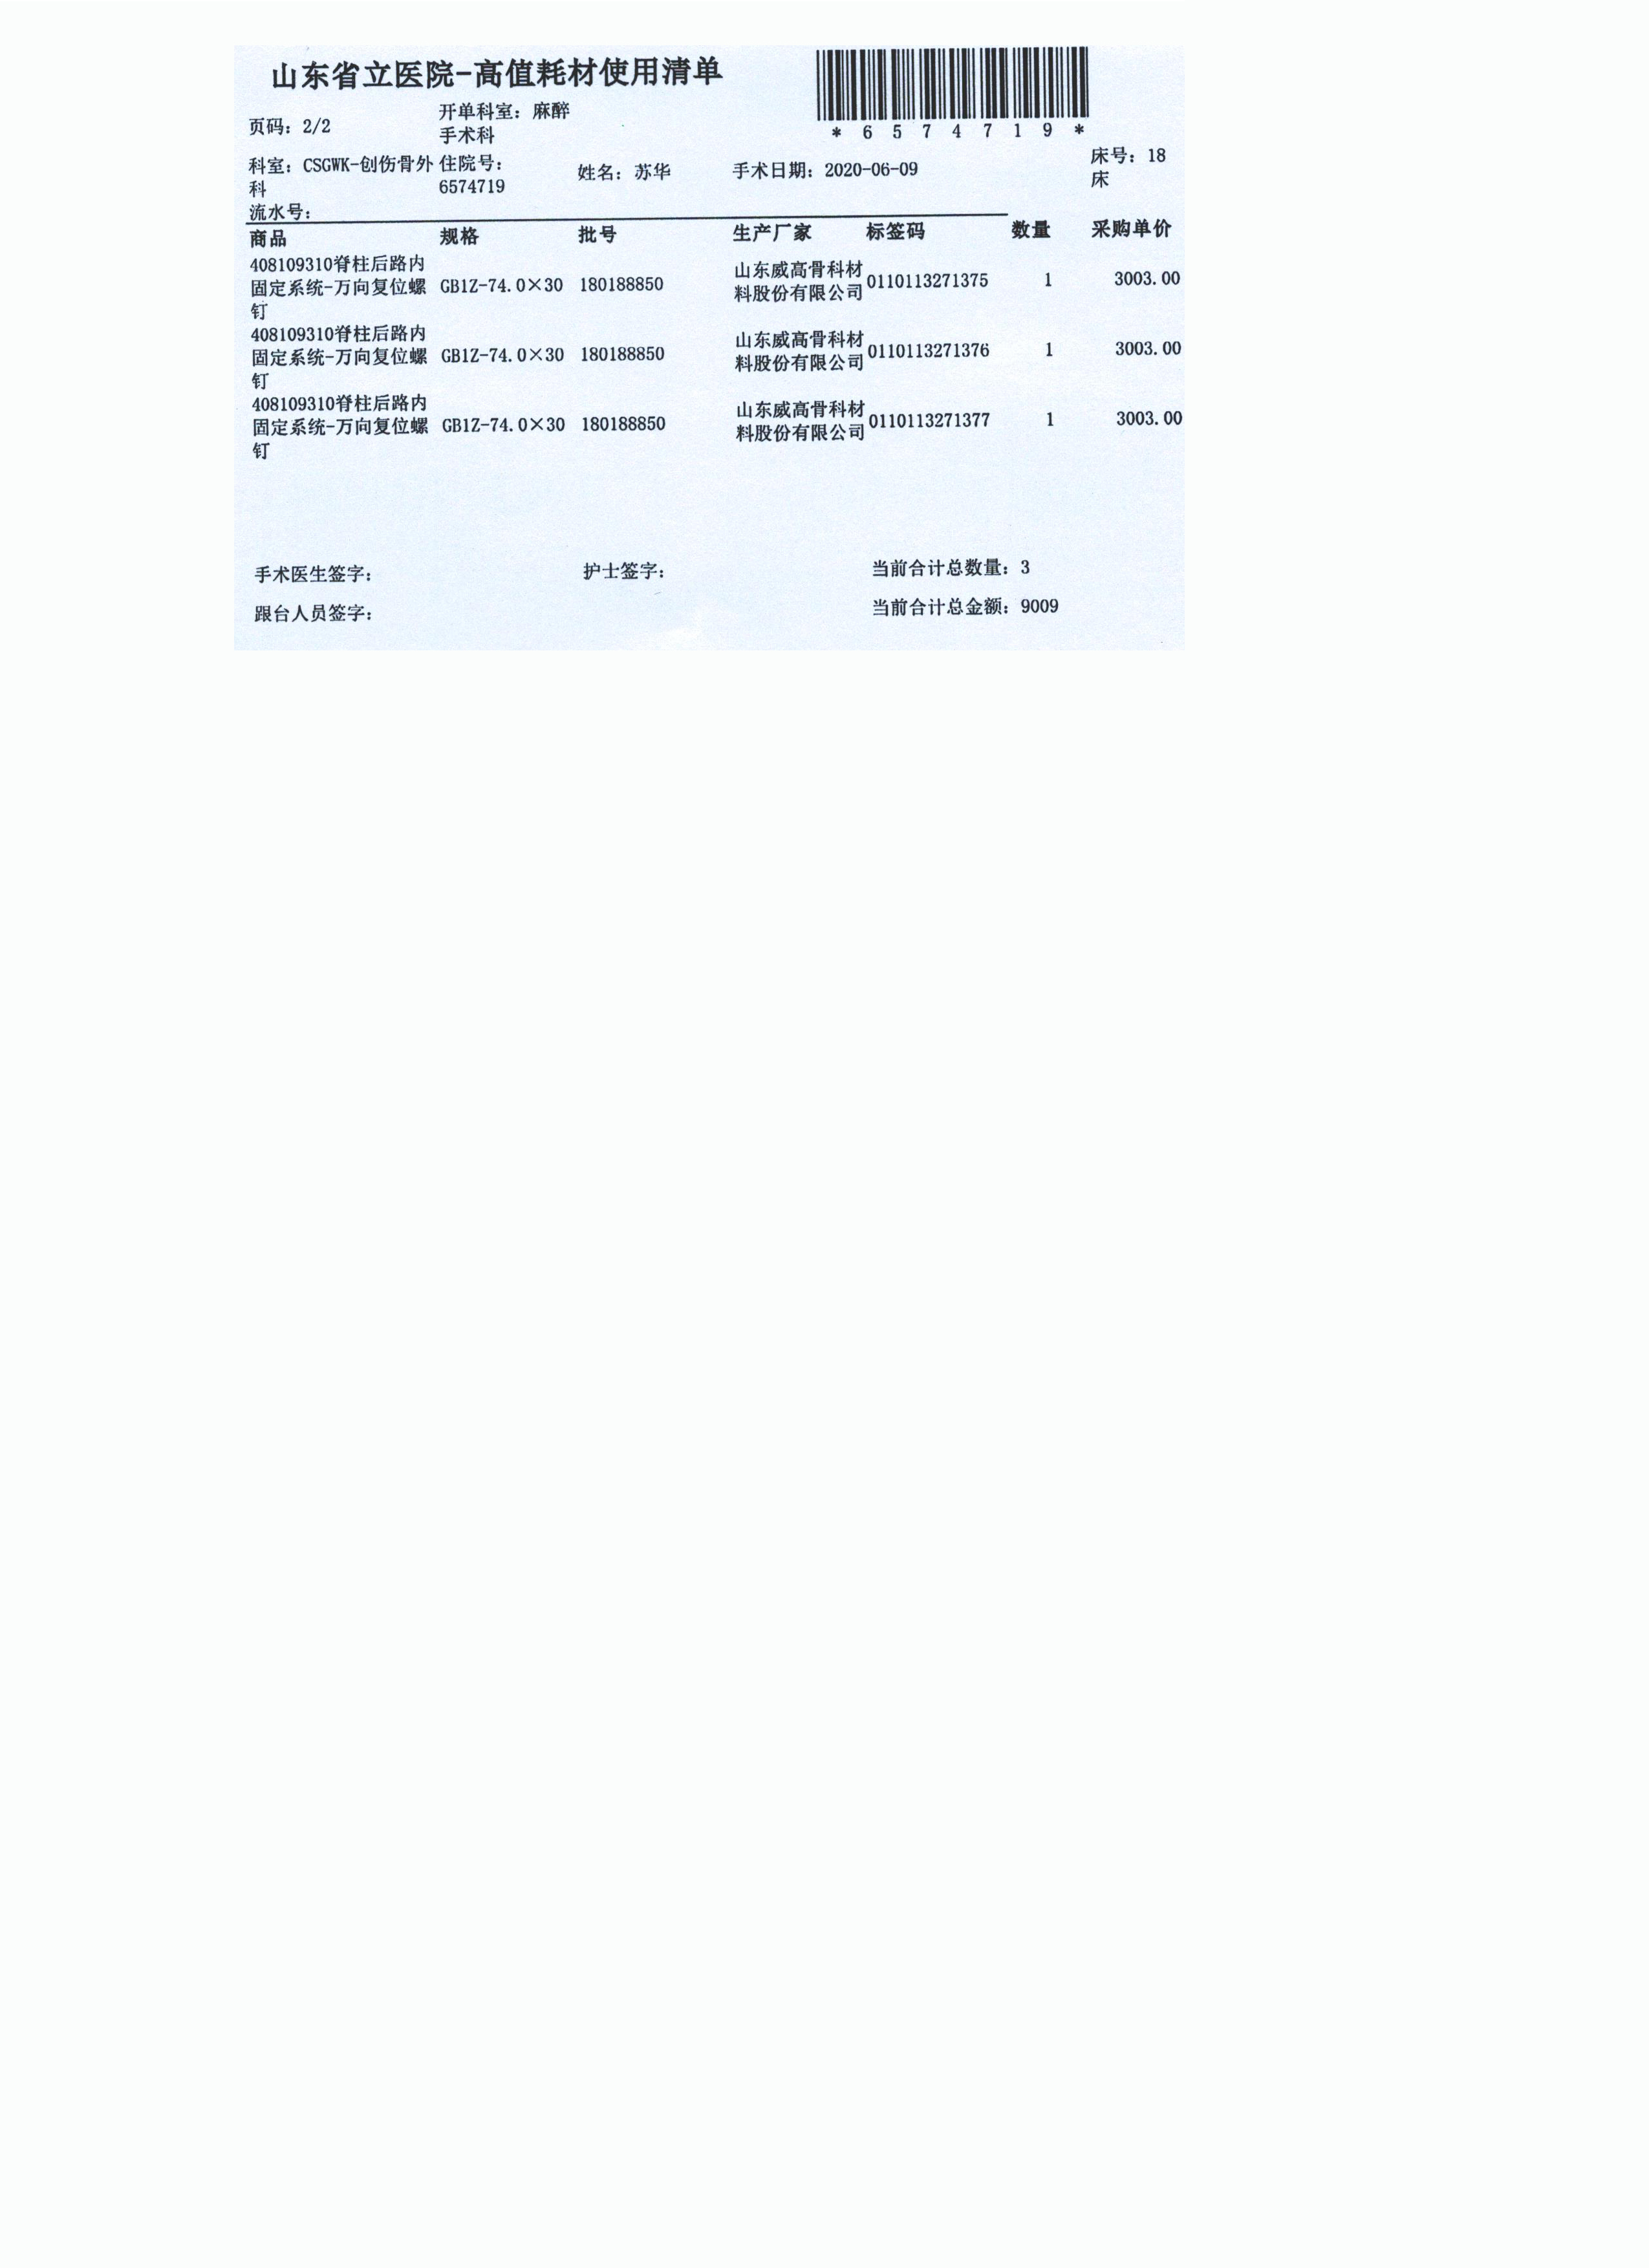 山东省立医院-高值耗材使用清单
*6574719*
页码：2/2
开单科室：麻醉
手术科
科室：CSGWK-创伤骨外
科
住院号：
6574719
姓名：苏华
手术日期：2020-06-09
床号：18
床
流水号：
商品 规格 批号 生产厂家 标签码 数量 采购单价
408109310脊柱后路内
固定系统-万向复位螺
钉
GB1Z-74.0×30 180188850
山东威高骨科材
料股份有限公司
0110113271375 1 3003.00
408109310脊柱后路内
固定系统-万向复位螺
钉
GB1Z-74.0×30 180188850
山东威高骨科材
料股份有限公司
0110113271376 1 3003.00
408109310脊柱后路内
固定系统-万向复位螺
钉
GB1Z-74.0×30 180188850
山东威高骨科材
料股份有限公司
0110113271377 1 3003.00
手术医生签字： 护士签字： 当前合计总数量：3
跟台人员签字： 当前合计总金额：9009